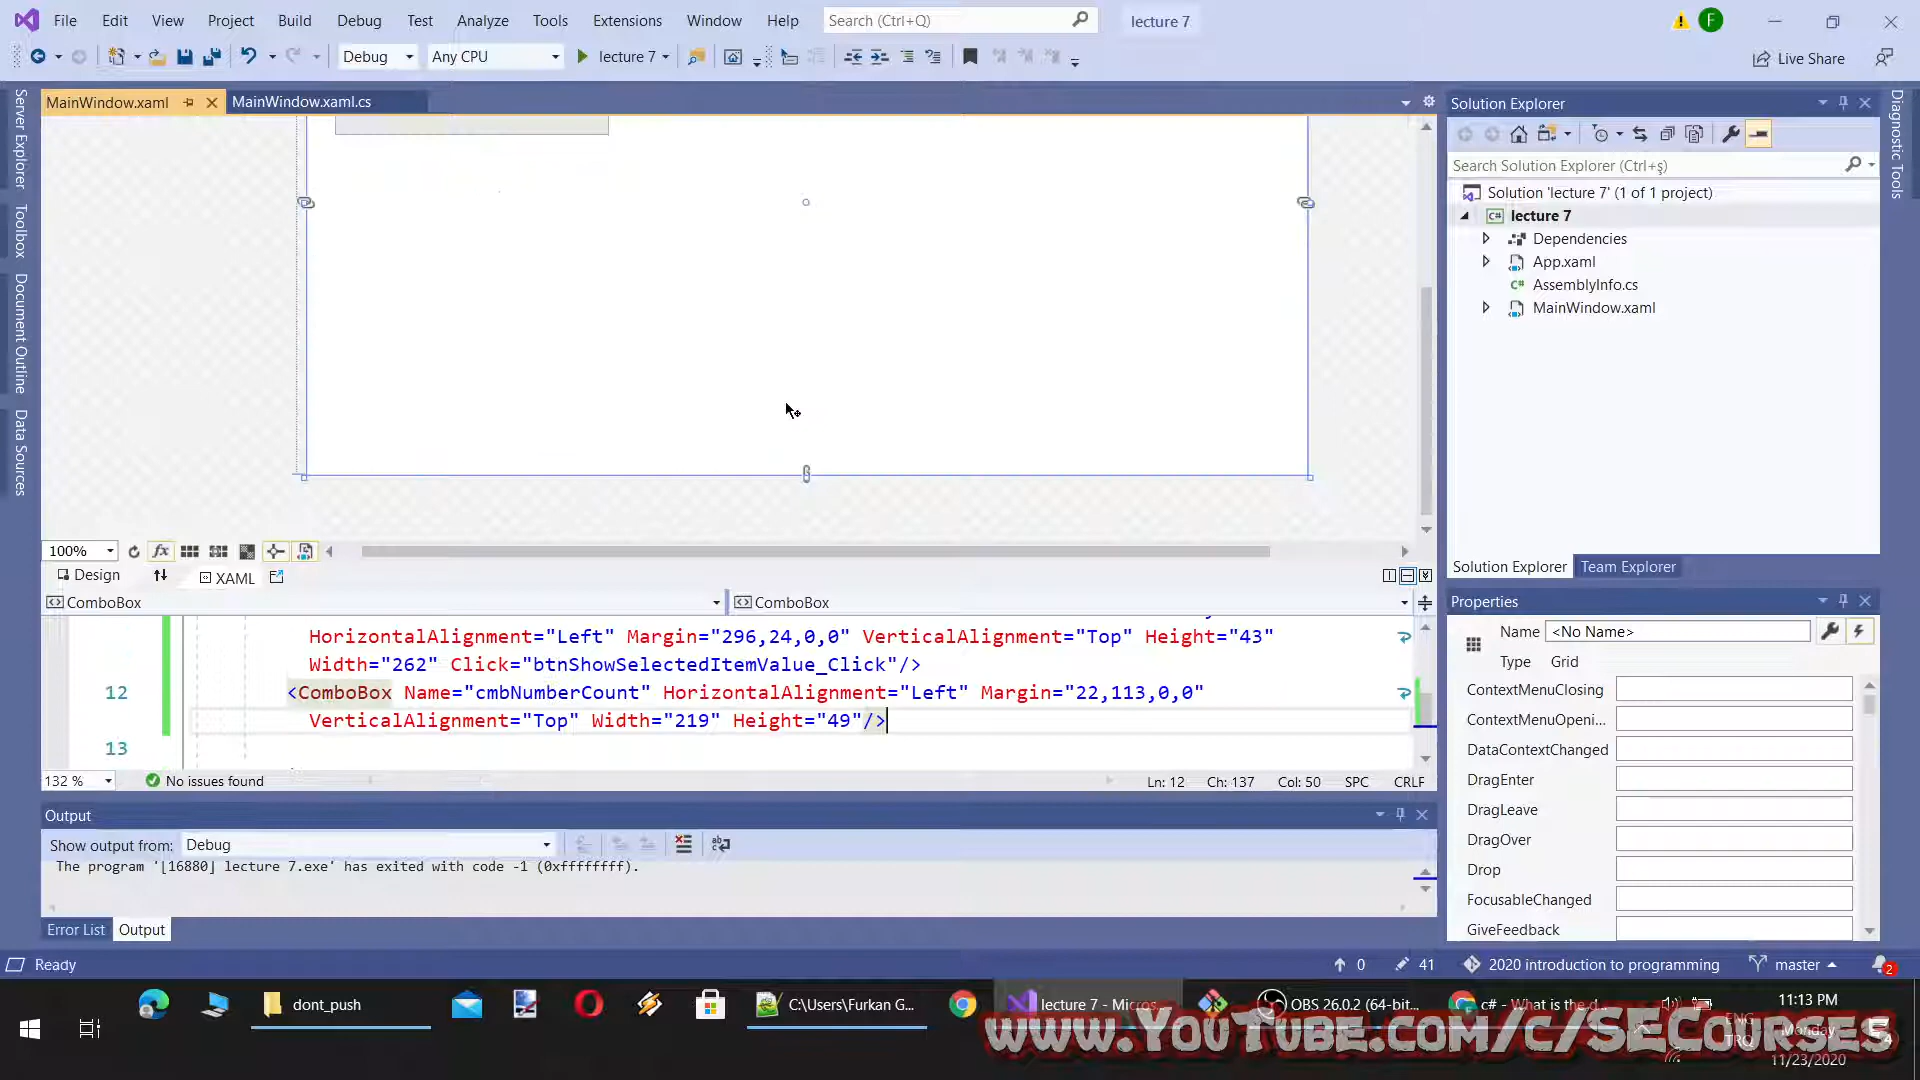 File Edit View Project Build Debug Test Analyze Tools Extensions Window Help Search (Ctrl+Q) lecture 7 F
Debug Any CPU lecture 7 Live Share
MainWindow.xaml MainWindow.xaml.cs
Server Explorer
Toolbox
Document Outline
Data Sources
100%
Design XAML
ComboBox ComboBox
HorizontalAlignment="Left" Margin="296,24,0,0" VerticalAlignment="Top" Height="43"
Width="262" Click="btnShowSelectedItemValue_Click"/>
12 <ComboBox Name="cmbNumberCount" HorizontalAlignment="Left" Margin="22,113,0,0"
VerticalAlignment="Top" Width="219" Height="49"/>
13
132 % No issues found Ln: 12 Ch: 137 Col: 50 SPC CRLF
Output
Show output from: Debug
The program '[16880] lecture 7.exe' has exited with code -1 (0xffffffff).
Error List Output
Solution Explorer
Search Solution Explorer (Ctrl+ş)
Solution 'lecture 7' (1 of 1 project)
C# lecture 7
Dependencies
App.xaml
C# AssemblyInfo.cs
MainWindow.xaml
Solution Explorer Team Explorer
Diagnostic Tools
Properties
Name <No Name>
Type Grid
ContextMenuClosing
ContextMenuOpeni...
DataContextChanged
DragEnter
DragLeave
DragOver
Drop
FocusableChanged
GiveFeedback
Ready 0 41 2020 introduction to programming master 2
dont_push C:\Users\Furkan G... lecture 7 - Micros... OBS 26.0.2 (64-bit... c# - What is the d... 11:13 PM
ENG Monday
TRQ 11/23/2020
www.YouTube.com/c/SECourses